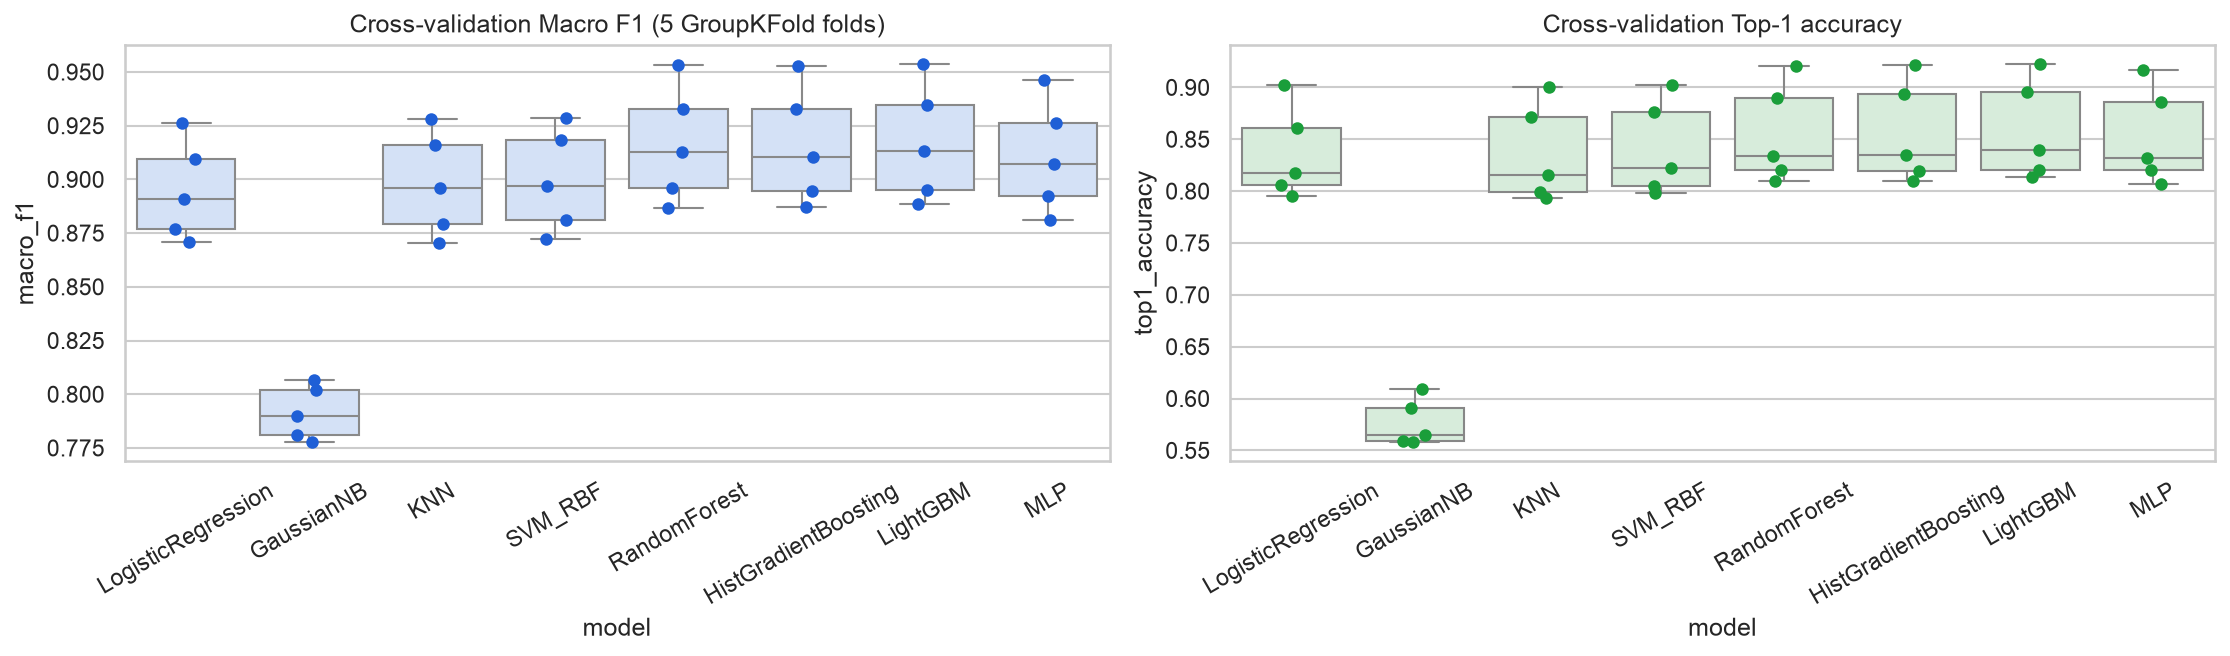 Cross-validation Macro F1 (5 GroupKFold folds)
macro_f1
0.950
0.925
0.900
0.875
0.850
0.825
0.800
0.775
LogisticRegression
GaussianNB
KNN
SVM_RBF
RandomForest
HistGradientBoosting
LightGBM
MLP
model
Cross-validation Top-1 accuracy
top1_accuracy
0.90
0.85
0.80
0.75
0.70
0.65
0.60
0.55
LogisticRegression
GaussianNB
KNN
SVM_RBF
RandomForest
HistGradientBoosting
LightGBM
MLP
model